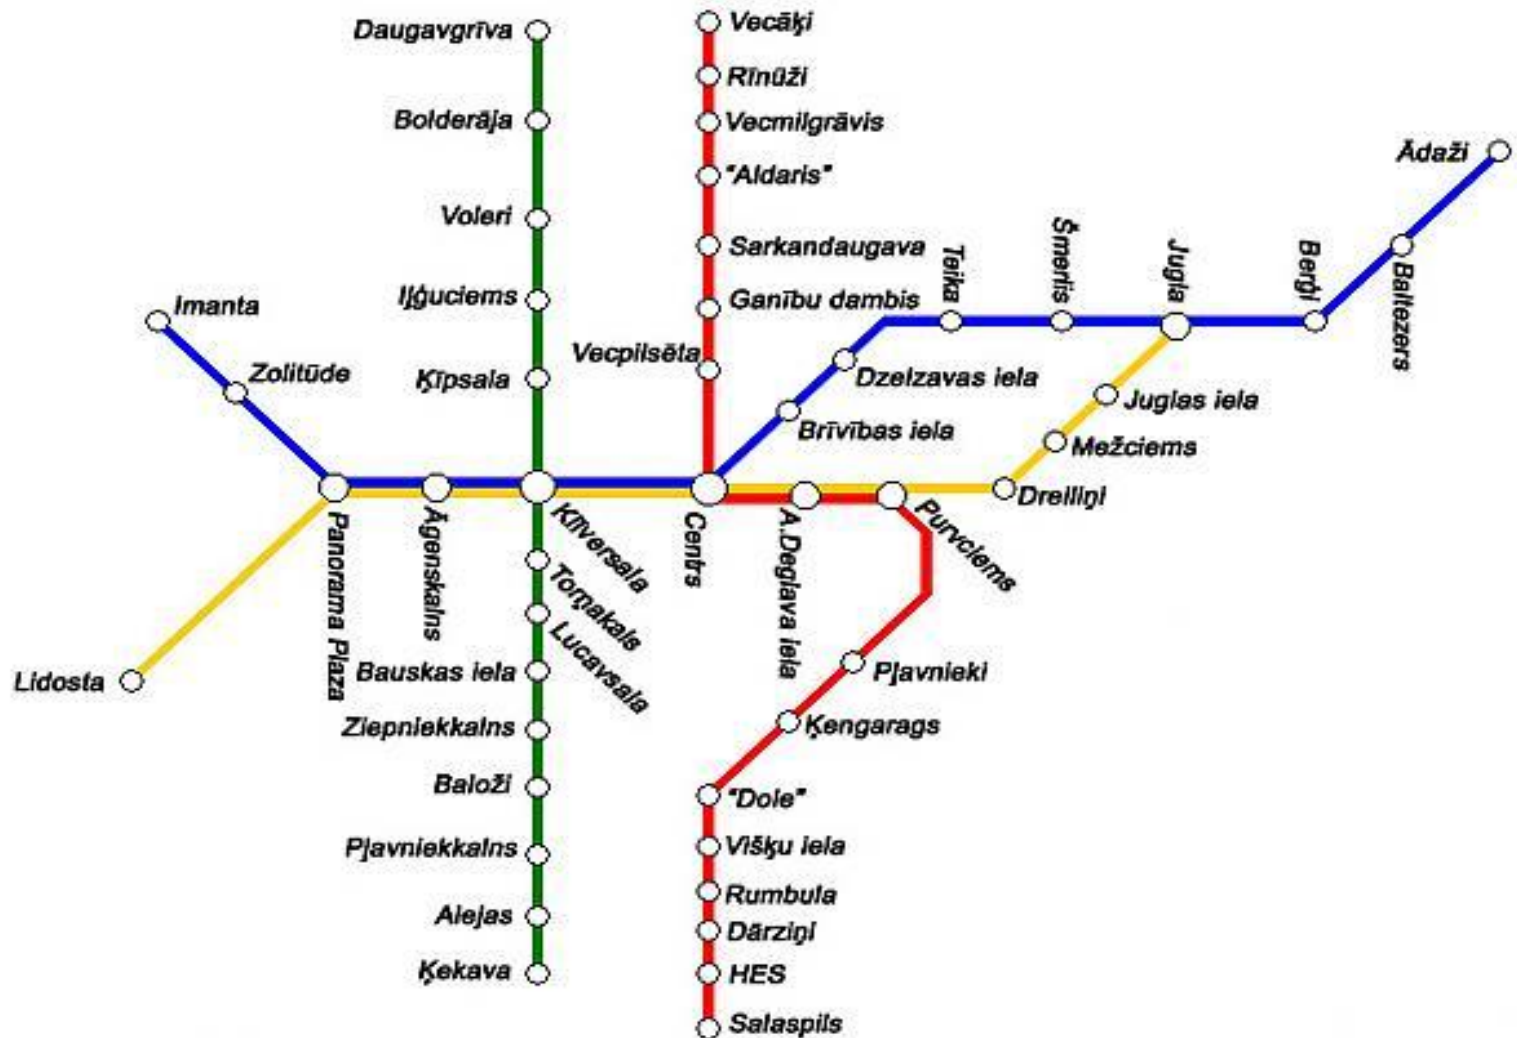 Daugavgrīva
Bolderāja
Voleri
Iļģuciems
Ķīpsala
Vecāķi
Rīnūži
Vecmilgrāvis
"Aldaris"
Sarkandaugava
Ganību dambis
Vecpilsēta
Imanta
Zolitūde
Lidosta
Panorama Plaza
Āgenskalns
Klīversala
Centrs
A.Deglava iela
Purvciems
Brīvības iela
Dzelzavas iela
Teika
Šmerlis
Jugla
Berģi
Baltezers
Ādaži
Juglas iela
Mežciems
Dreiliņi
Torņakals
Lucavsala
Bauskas iela
Ziepniekkalns
Baloži
Pļavniekkalns
Alejas
Ķekava
Pļavnieki
Ķengarags
"Dole"
Višķu iela
Rumbula
Dārziņi
HES
Salaspils